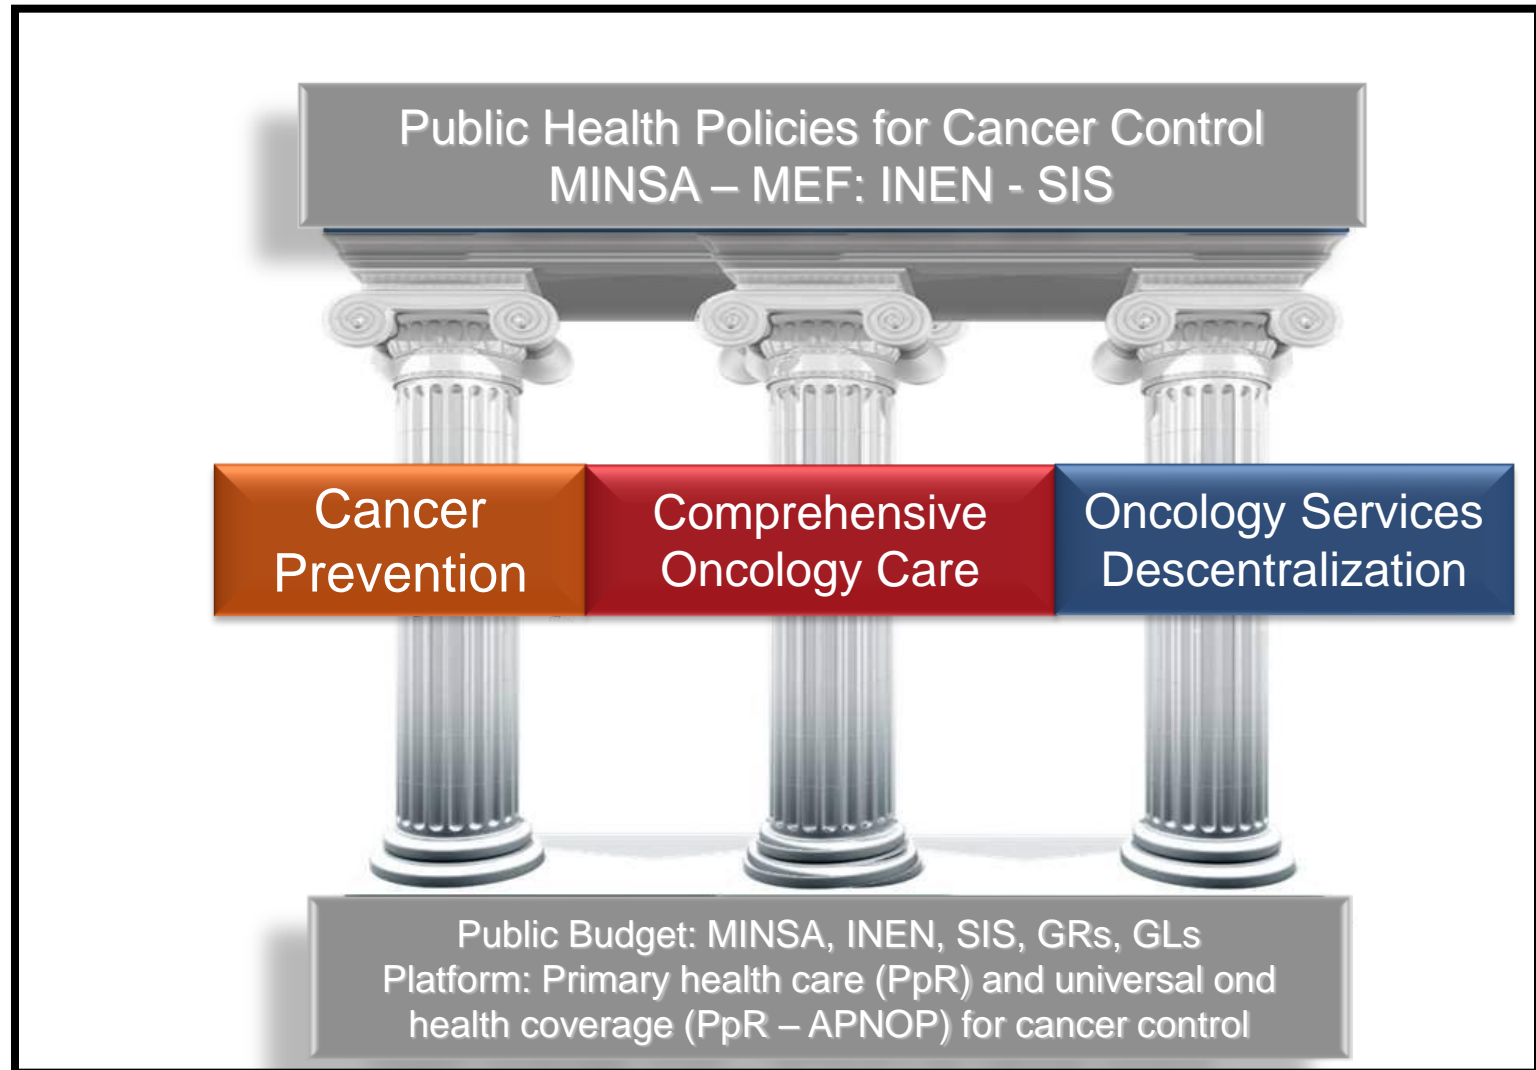 Public Health Policies for Cancer Control
MINSA – MEF: INEN - SIS
Cancer
Prevention
Comprehensive
Oncology Care
Oncology Services
Descentralization
Public Budget: MINSA, INEN, SIS, GRs, GLs
Platform: Primary health care (PpR) and universal ond
health coverage (PpR – APNOP) for cancer control